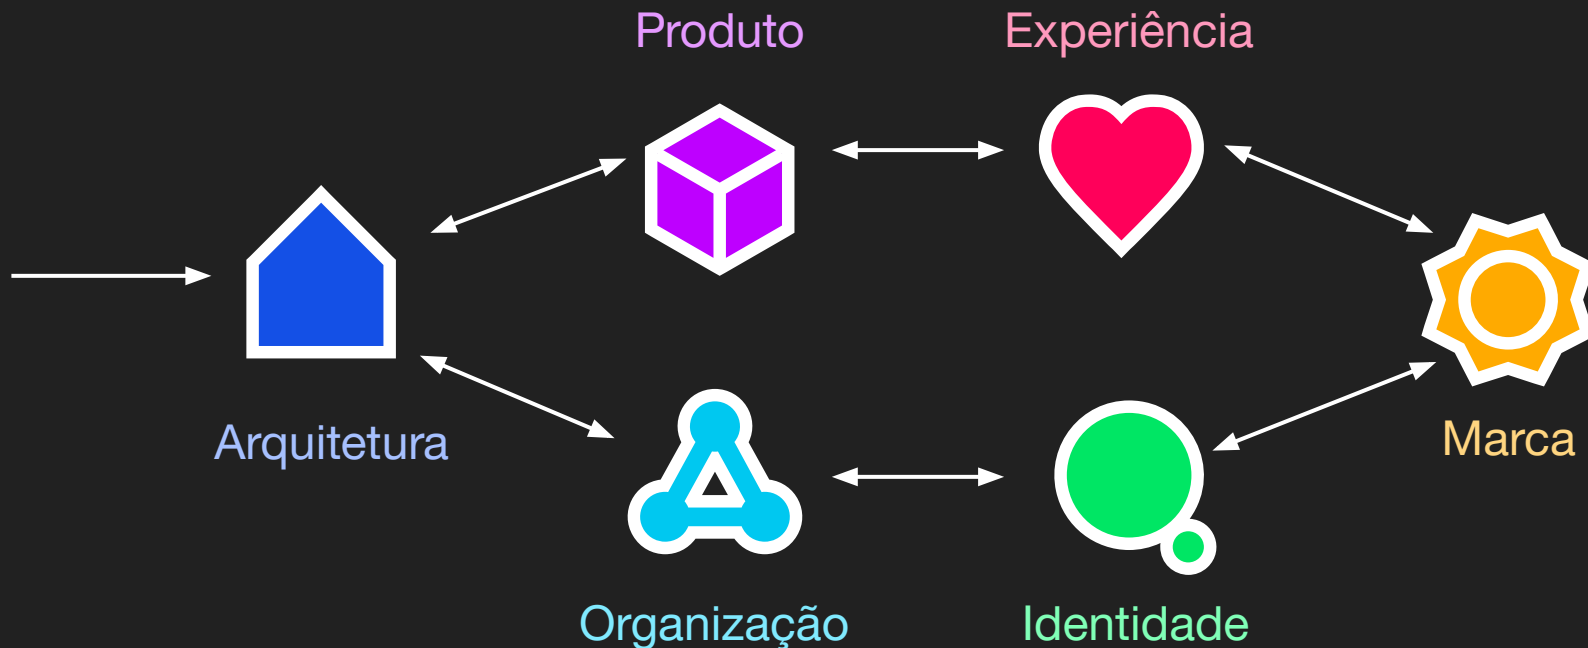 Produto
Experiência
Arquitetura
Marca
Organização
Identidade